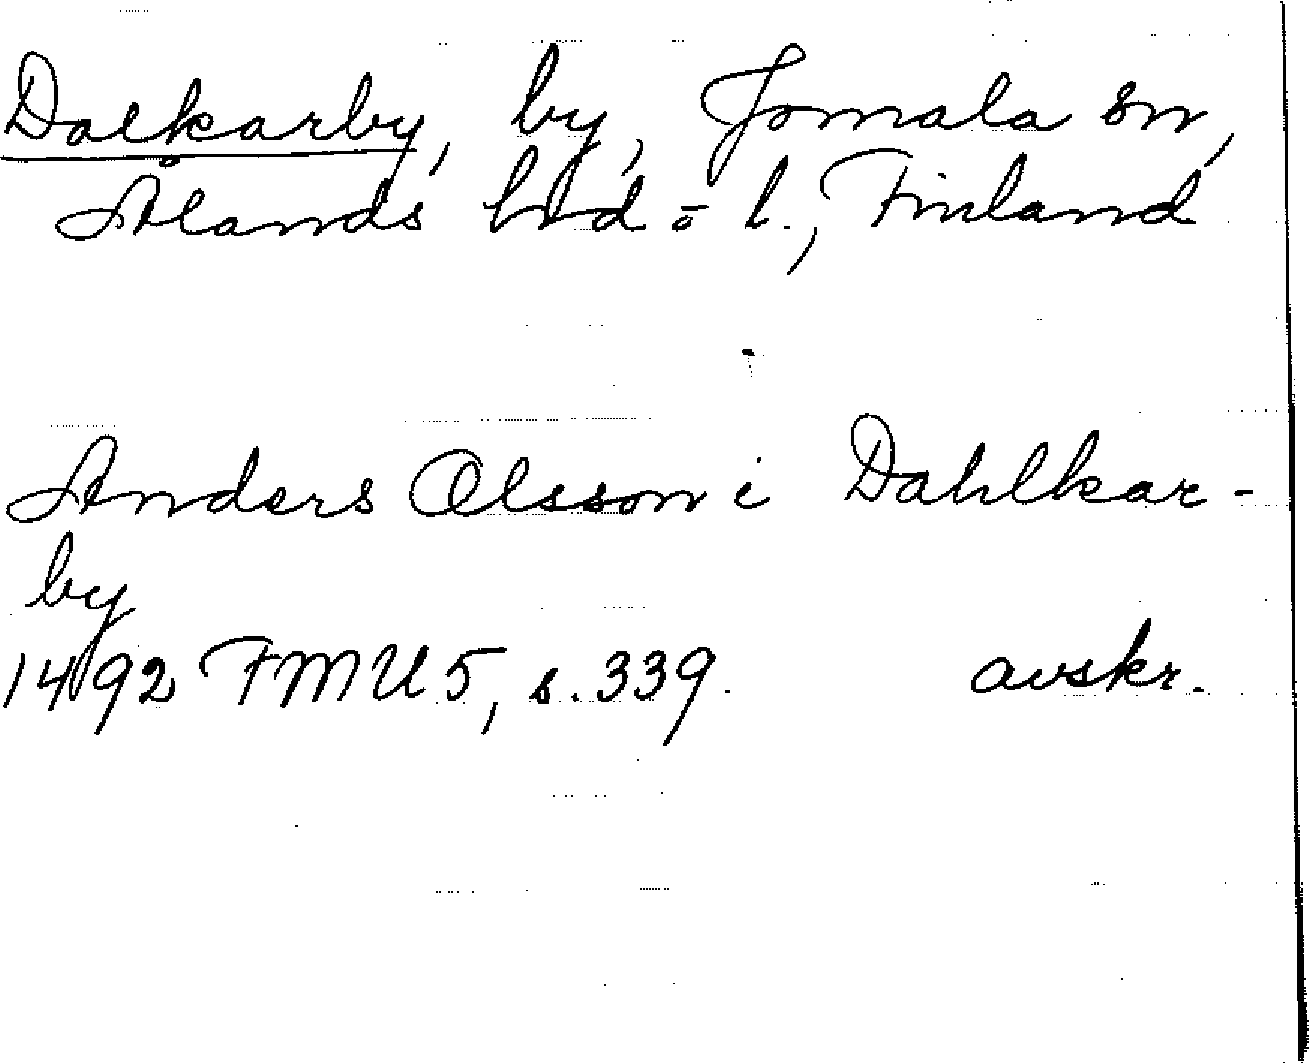 Dalkarby, by, Jomala sn,
Ålands hd o l., Finland
Anders Olsson i Dahlkar-
by
1492 FMU 5, s. 339. avskr.